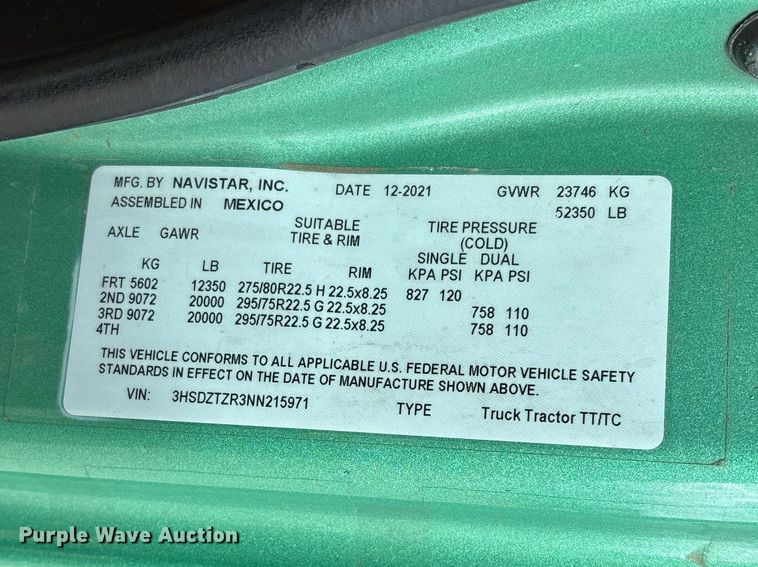 MFG. BY NAVISTAR, INC. DATE 12-2021 GVWR 23746 KG
ASSEMBLED IN MEXICO 52350 LB
SUITABLE TIRE PRESSURE
AXLE GAWR TIRE & RIM (COLD)
SINGLE DUAL
KG LB TIRE RIM KPA PSI KPA PSI
FRT 5602 12350 275/80R22.5 H 22.5x8.25 827 120
2ND 9072 20000 295/75R22.5 G 22.5x8.25 758 110
3RD 9072 20000 295/75R22.5 G 22.5x8.25 758 110
4TH
THIS VEHICLE CONFORMS TO ALL APPLICABLE U.S. FEDERAL MOTOR VEHICLE SAFETY
STANDARDS IN EFFECT ON THE DATE OF MANUFACTURE SHOWN ABOVE.
VIN: 3HSDZTZR3NN215971 TYPE Truck Tractor TT/TC
Purple Wave Auction